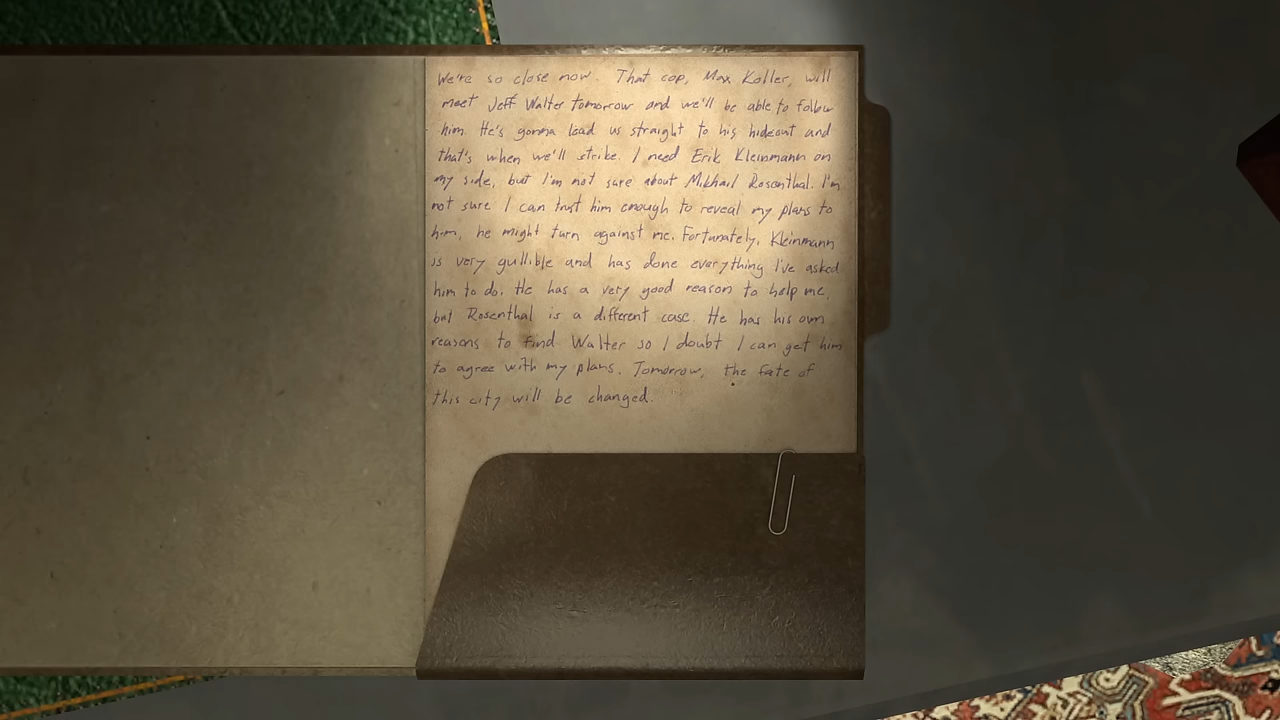 We're so close now. That cop, Max Koller, will
meet Jeff Walter tomorrow and we'll be able to follow
him. He's gonna lead us straight to his hideout and
that's when we'll strike. I need Erik Kleinmann on
my side, but I'm not sure about Mikhail Rosenthal. I'm
not sure I can trust him enough to reveal my plans to
him, he might turn against me. Fortunately, Kleinmann
is very gullible and has done everything I've asked
him to do. He has a very good reason to help me,
but Rosenthal is a different case. He has his own
reasons to find Walter so I doubt I can get him
to agree with my plans. Tomorrow, the fate of
this city will be changed.